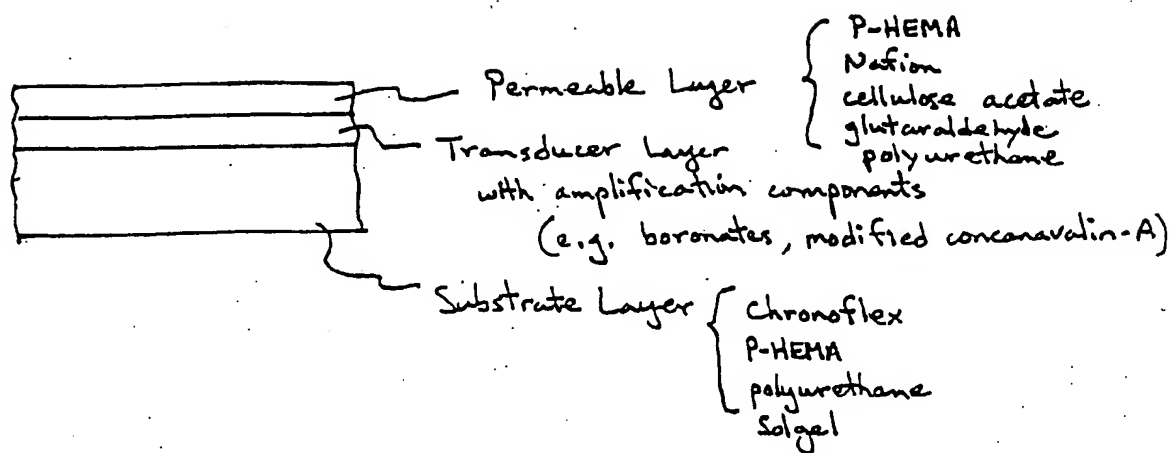 Permeable Layer
P-HEMA
Nafion
cellulose acetate
glutaraldehyde
polyurethane
Transducer Layer
with amplification components
(e.g. boronates, modified concanavalin-A)
Substrate Layer
Chronoflex
P-HEMA
polyurethane
Solgel